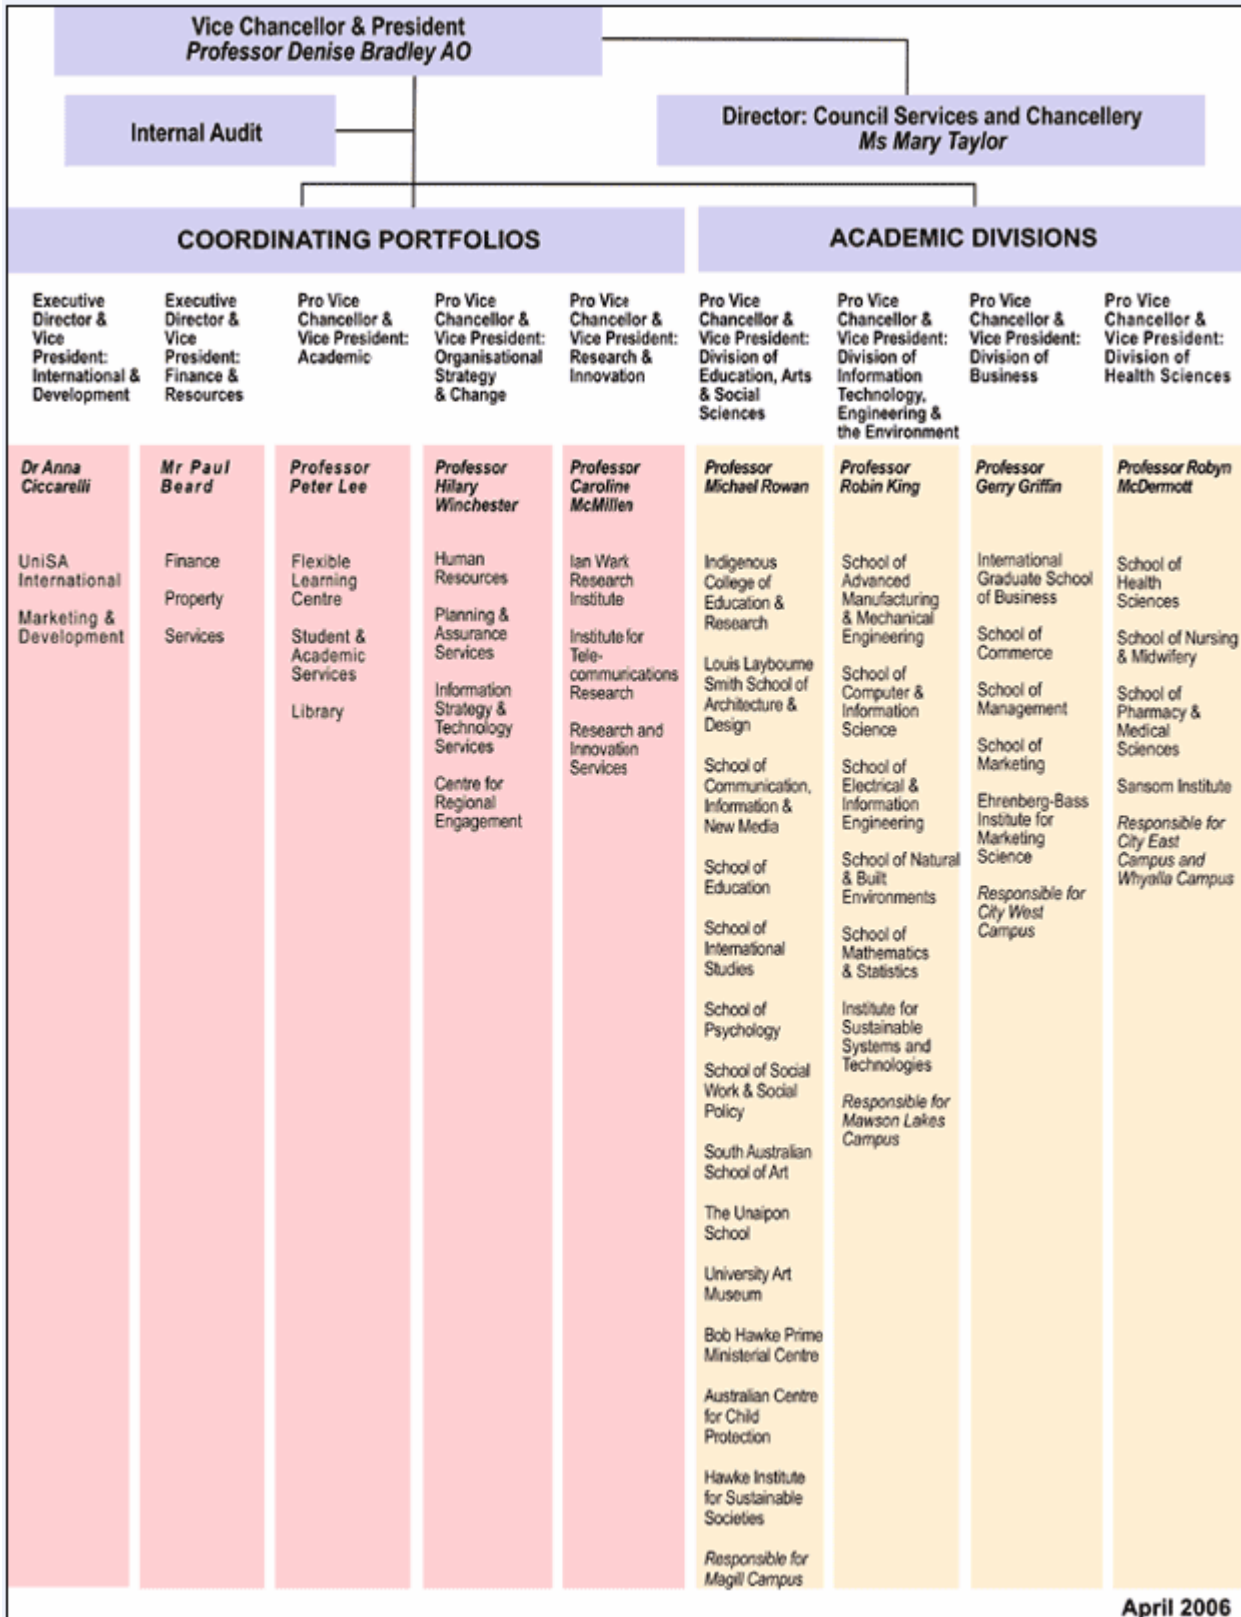 Vice Chancellor & President
Professor Denise Bradley AO
Internal Audit
Director: Council Services and Chancellery
Ms Mary Taylor
COORDINATING PORTFOLIOS
ACADEMIC DIVISIONS
Executive
Director &
Vice
President:
International &
Development
Executive
Director &
Vice
President:
Finance &
Resources
Pro Vice
Chancellor &
Vice President:
Academic
Pro Vice
Chancellor &
Vice President:
Organisational
Strategy
& Change
Pro Vice
Chancellor &
Vice President:
Research &
Innovation
Pro Vice
Chancellor &
Vice President:
Division of
Education, Arts
& Social
Sciences
Pro Vice
Chancellor &
Vice President:
Division of
Information
Technology,
Engineering &
the Environment
Pro Vice
Chancellor &
Vice President:
Division of
Business
Pro Vice
Chancellor &
Vice President:
Division of
Health Sciences
Dr Anna
Ciccarelli
UniSA
International
Marketing &
Development
Mr Paul
Beard
Finance
Property
Services
Professor
Peter Lee
Flexible
Learning
Centre
Student &
Academic
Services
Library
Professor
Hilary
Winchester
Human
Resources
Planning &
Assurance
Services
Information
Strategy &
Technology
Services
Centre for
Regional
Engagement
Professor
Caroline
McMillen
Ian Wark
Research
Institute
Institute for
Tele-
communications
Research
Research and
Innovation
Services
Professor
Michael Rowan
Indigenous
College of
Education &
Research
Louis Laybourne
Smith School of
Architecture &
Design
School of
Communication,
Information &
New Media
School of
Education
School of
International
Studies
School of
Psychology
School of Social
Work & Social
Policy
South Australian
School of Art
The Unaipon
School
University Art
Museum
Bob Hawke Prime
Ministerial Centre
Australian Centre
for Child
Protection
Hawke Institute
for Sustainable
Societies
Responsible for
Magill Campus
Professor
Robin King
School of
Advanced
Manufacturing
& Mechanical
Engineering
School of
Computer &
Information
Science
School of
Electrical &
Information
Engineering
School of Natural
& Built
Environments
School of
Mathematics
& Statistics
Institute for
Sustainable
Systems and
Technologies
Responsible for
Mawson Lakes
Campus
Professor
Gerry Griffin
International
Graduate School
of Business
School of
Commerce
School of
Management
School of
Marketing
Ehrenberg-Bass
Institute for
Marketing
Science
Responsible for
City West
Campus
Professor Robyn
McDermott
School of
Health
Sciences
School of Nursing
& Midwifery
School of
Pharmacy &
Medical
Sciences
Sansom Institute
Responsible for
City East
Campus and
Whyalla Campus
April 2006